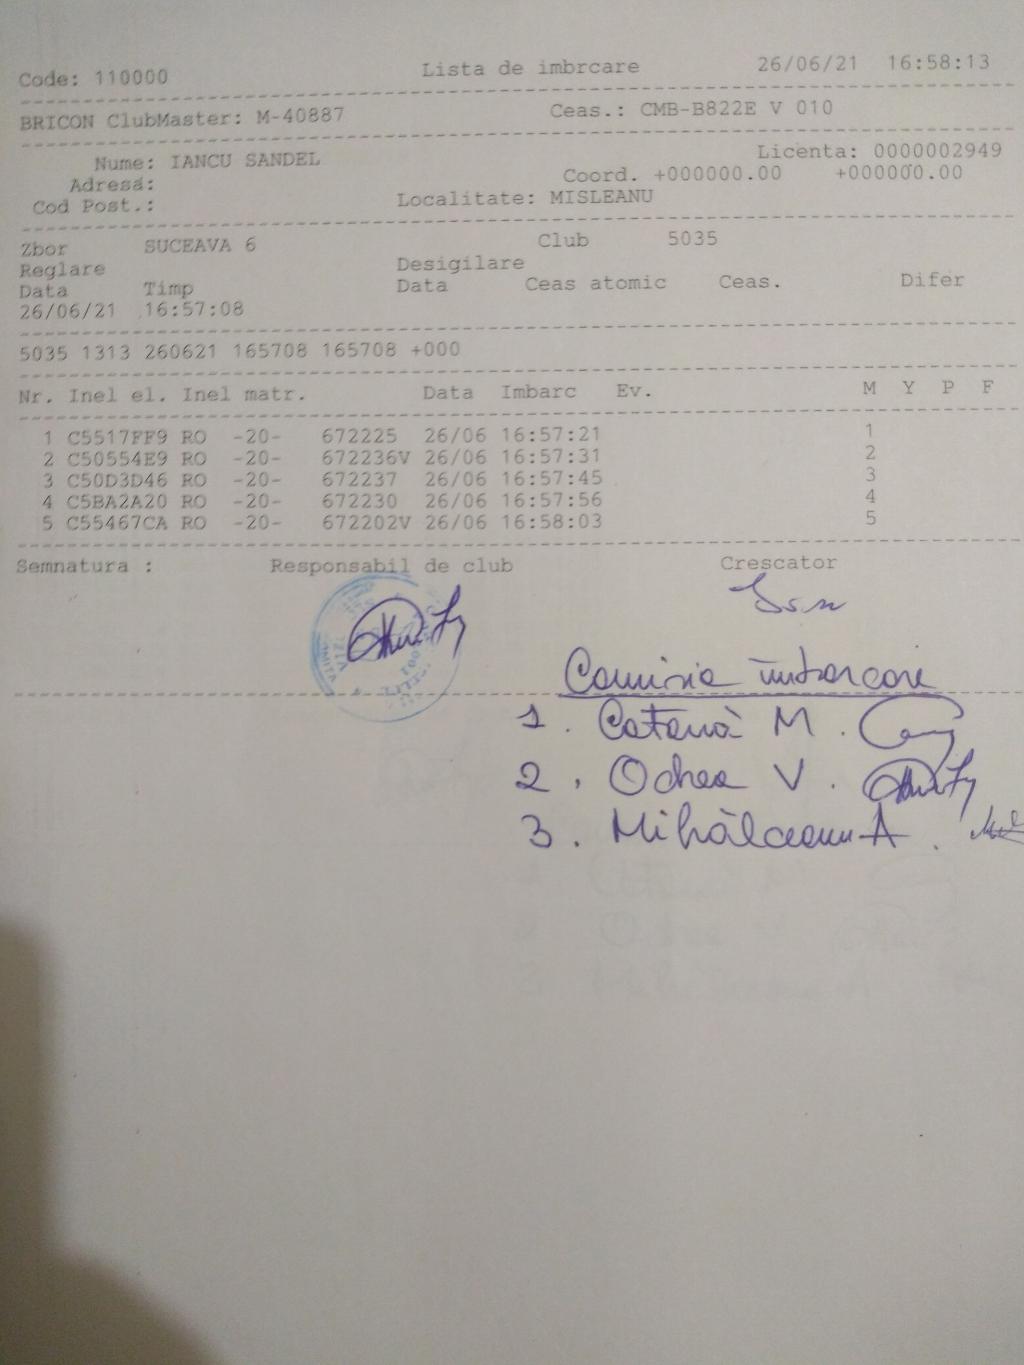 Code: 110000 Lista de imbrcare 26/06/21 16:58:13
BRICON ClubMaster: M-40887 Ceas.: CMB-B822E V 010
Nume: IANCU SANDEL Licenta: 0000002949
Adresa: Coord. +000000.00 +000000.00
Cod Post.: Localitate: MISLEANU
Zbor SUCEAVA 6 Club 5035
Reglare Desigilare
Data Timp Data Ceas atomic Ceas. Difer
26/06/21 16:57:08
5035 1313 260621 165708 165708 +000
Nr. Inel el. Inel matr. Data Imbarc Ev. M Y P F
1 C5517FF9 RO -20- 672225 26/06 16:57:21 1
2 C50554E9 RO -20- 672236V 26/06 16:57:31 2
3 C50D3D46 RO -20- 672237 26/06 16:57:45 3
4 C5BA2A20 RO -20- 672230 26/06 16:57:56 4
5 C55467CA RO -20- 672202V 26/06 16:58:03 5
Semnatura : Responsabil de club Crescator
Comisia îmbarcare
1. Catană M.
2. Ochea V.
3. Mihălceanu A.